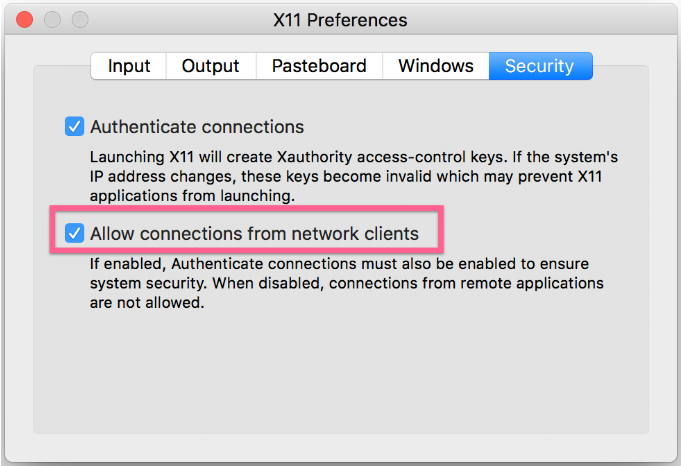 X11 Preferences
Input Output Pasteboard Windows Security
Authenticate connections
Launching X11 will create Xauthority access-control keys. If the system's
IP address changes, these keys become invalid which may prevent X11
applications from launching.
Allow connections from network clients
If enabled, Authenticate connections must also be enabled to ensure
system security. When disabled, connections from remote applications
are not allowed.